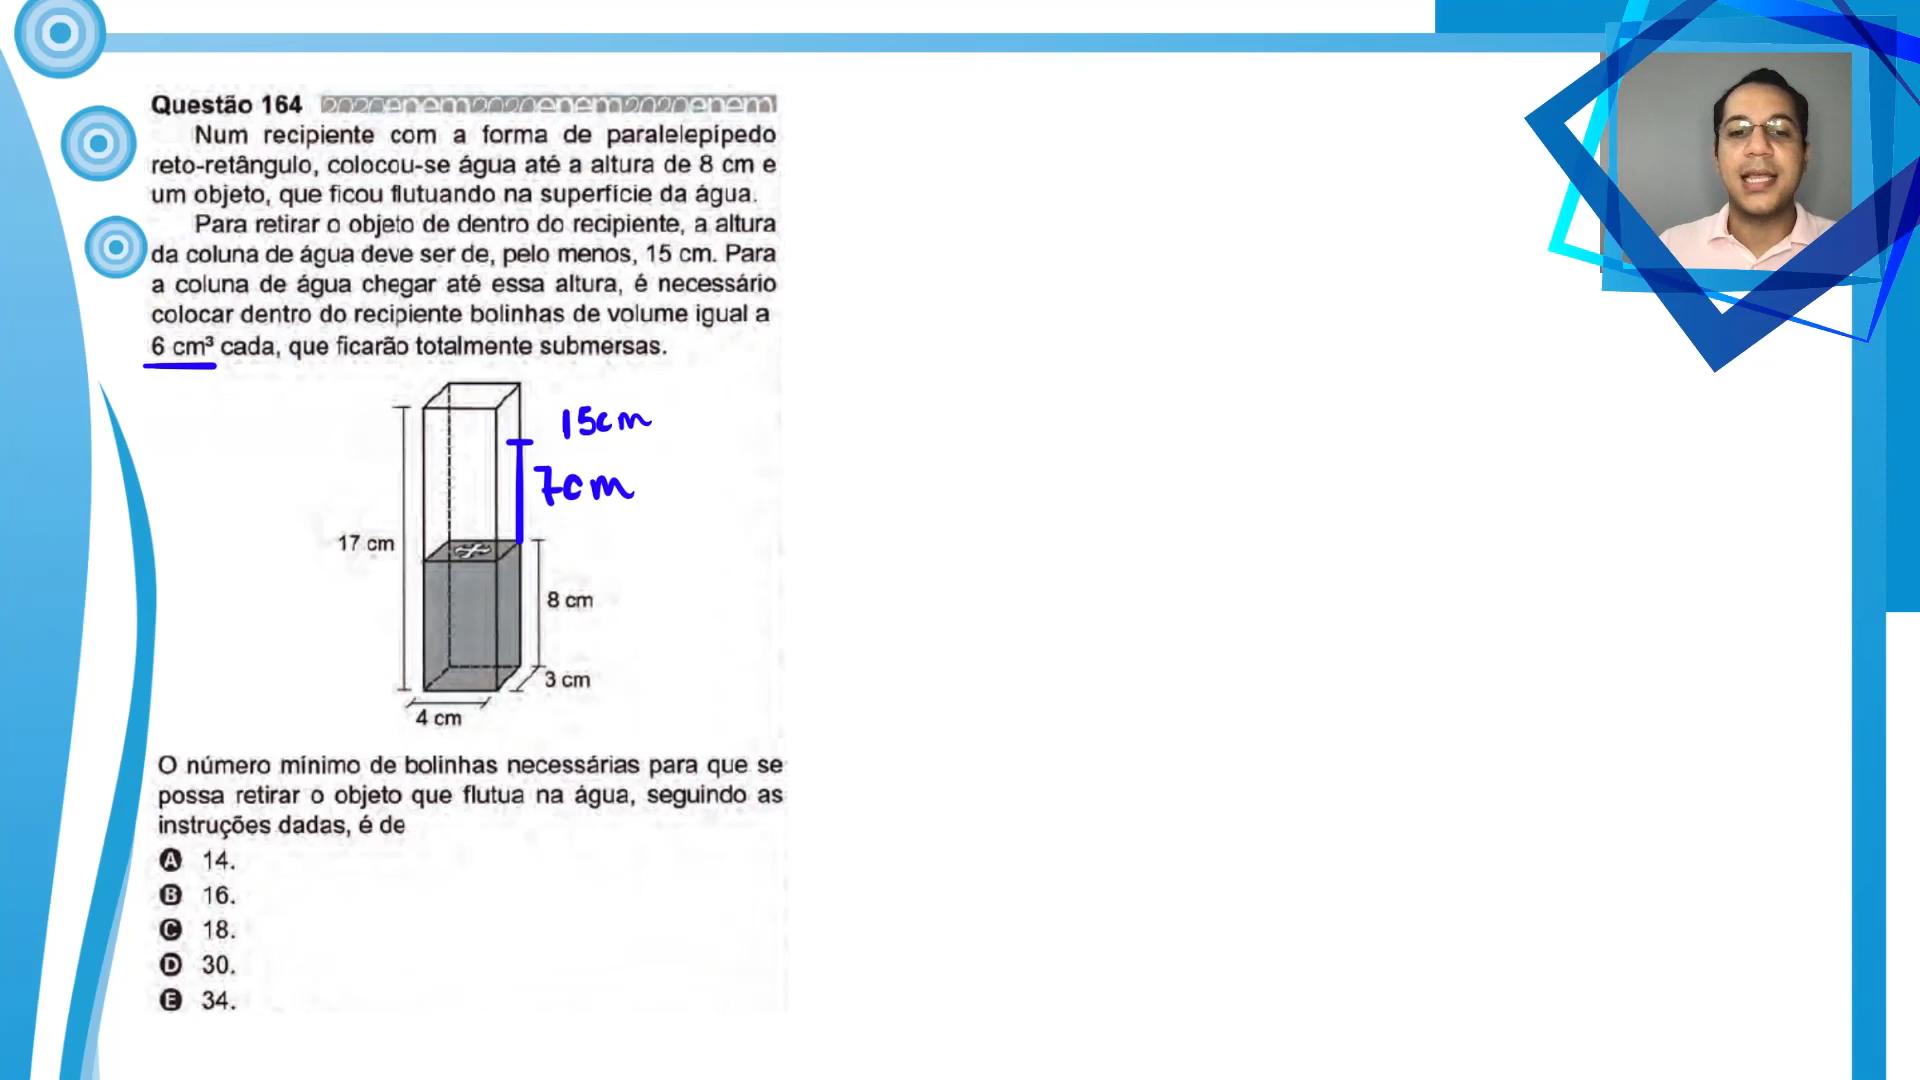 Questão 164 2020enem2020enem2020enem
Num recipiente com a forma de paralelepípedo
reto-retângulo, colocou-se água até a altura de 8 cm e
um objeto, que ficou flutuando na superfície da água.
Para retirar o objeto de dentro do recipiente, a altura
da coluna de água deve ser de, pelo menos, 15 cm. Para
a coluna de água chegar até essa altura, é necessário
colocar dentro do recipiente bolinhas de volume igual a
6 cm³ cada, que ficarão totalmente submersas.
15cm
7cm
17 cm
8 cm
3 cm
4 cm
O número mínimo de bolinhas necessárias para que se
possa retirar o objeto que flutua na água, seguindo as
instruções dadas, é de
A 14.
B 16.
C 18.
D 30.
E 34.